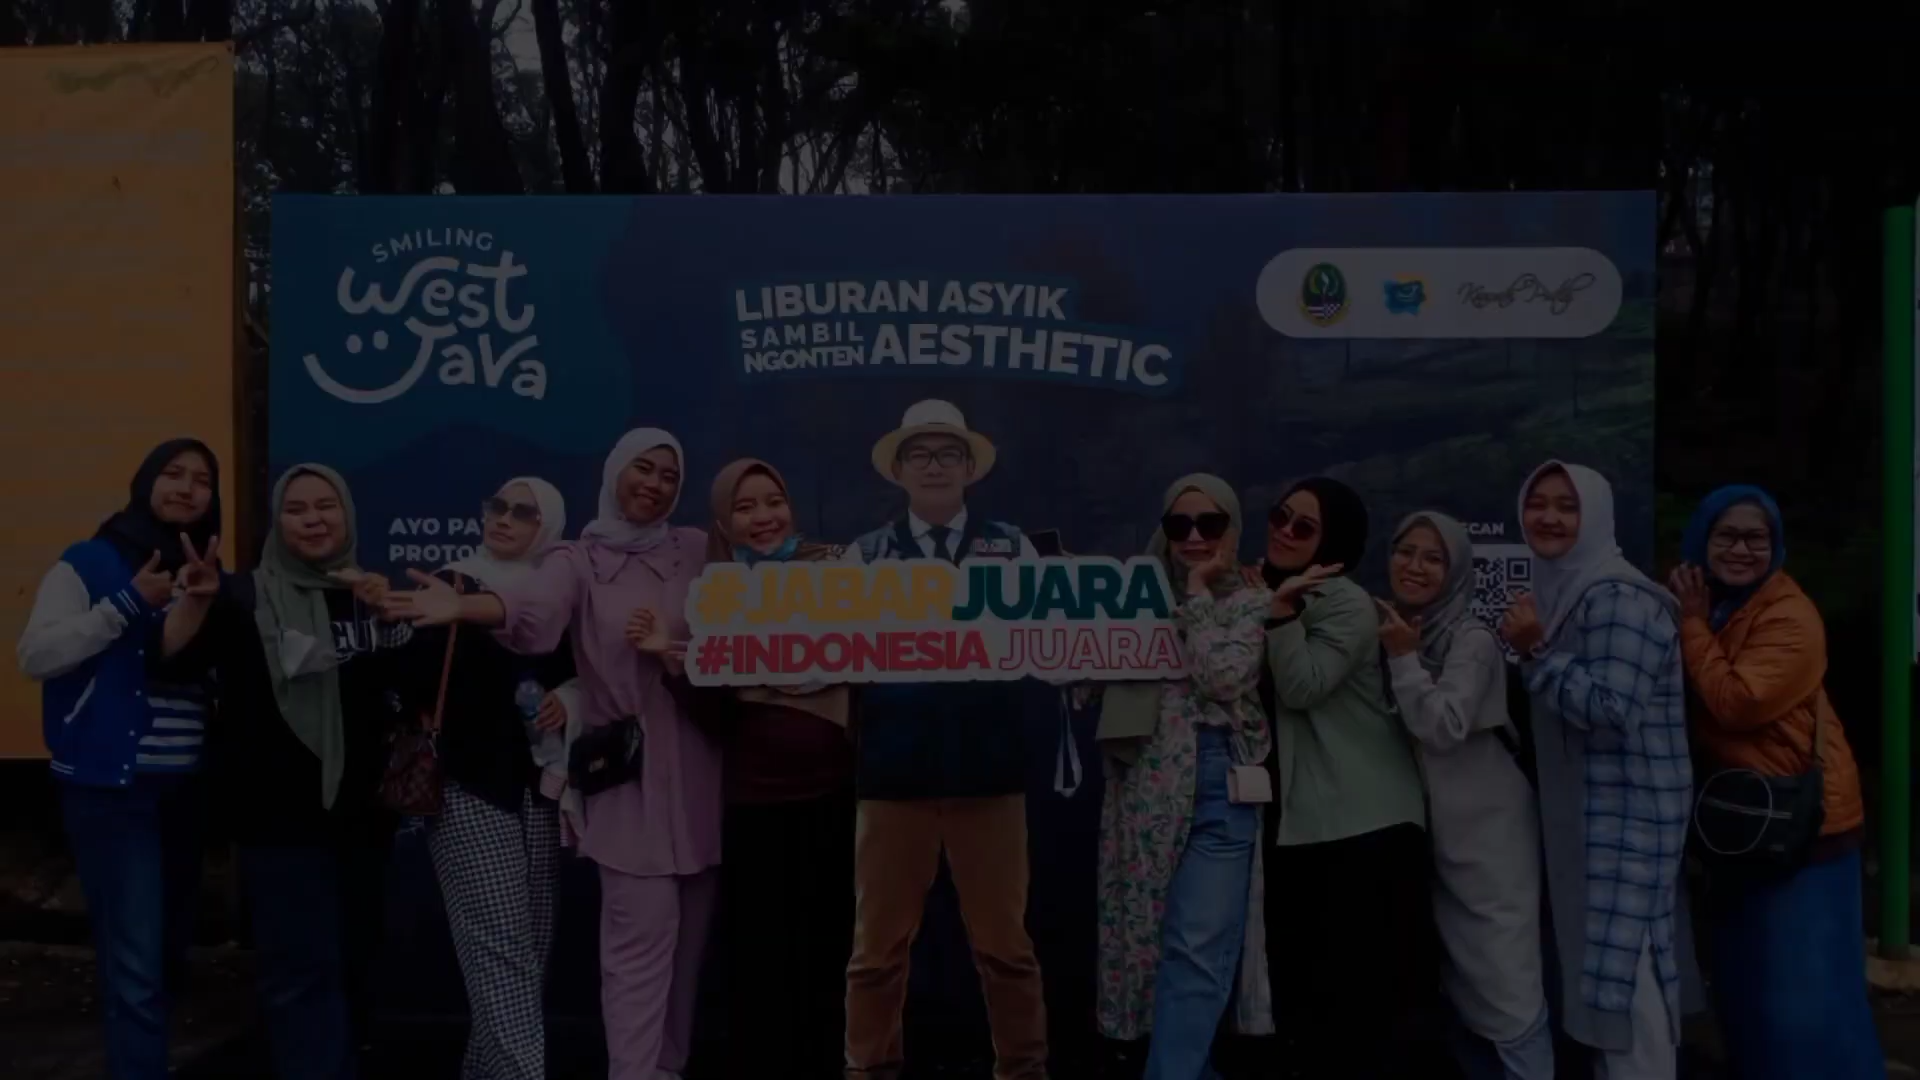 SMILING
West
Java
LIBURAN ASYIK
SAMBIL
NGONTEN AESTHETIC
AYO PA
PROTO
SCAN
#JABARJUARA
#INDONESIA JUARA